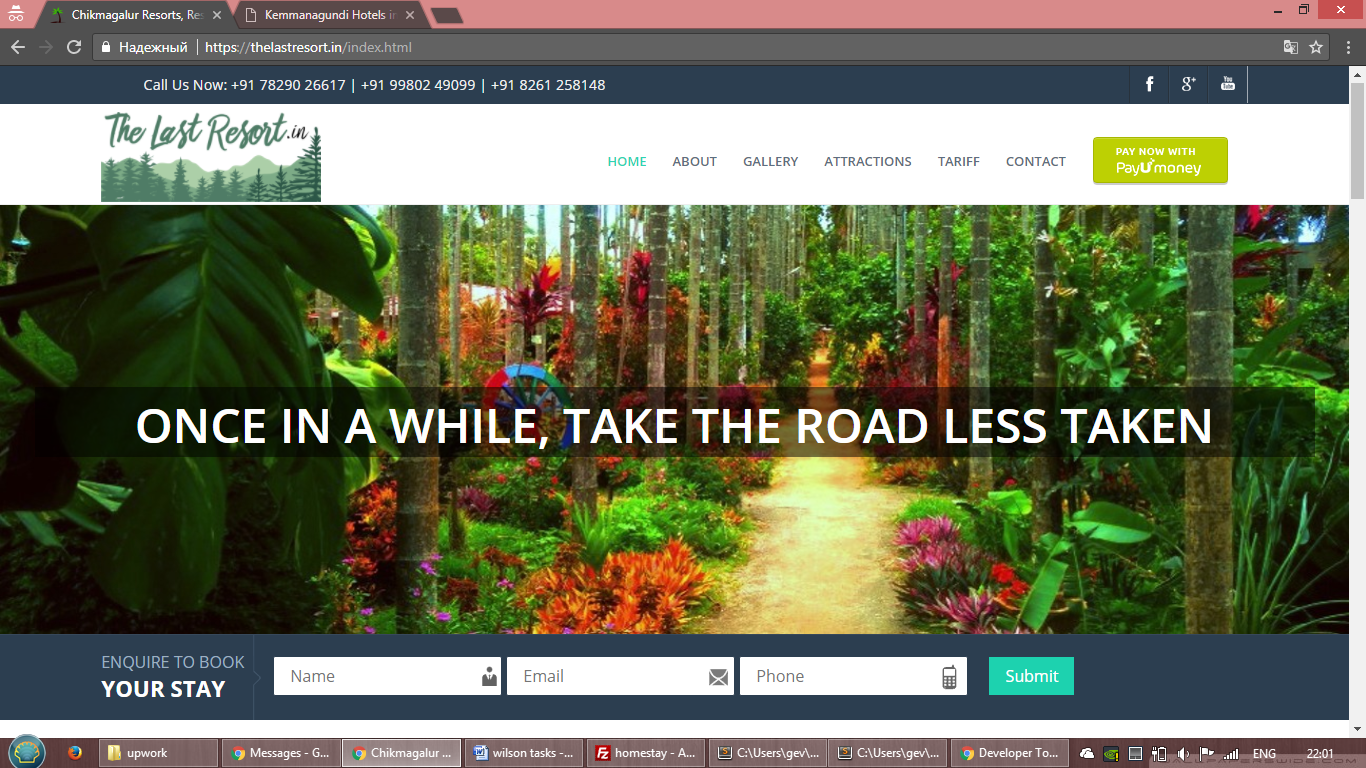 Chikmagalur Resorts, Res
Kemmanagundi Hotels in
Надежный
https://thelastresort.in/index.html
Call Us Now: +91 78290 26617 | +91 99802 49099 | +91 8261 258148
f
g+
You Tube
The Last Resort.in
HOME
ABOUT
GALLERY
ATTRACTIONS
TARIFF
CONTACT
PAY NOW WITH
PayUmoney
ONCE IN A WHILE, TAKE THE ROAD LESS TAKEN
ENQUIRE TO BOOK
YOUR STAY
Name
Email
Phone
Submit
upwork
Messages - G...
Chikmagalur ...
wilson tasks -...
homestay - A...
C:\Users\gev\...
C:\Users\gev\...
Developer To...
ENG
22:01